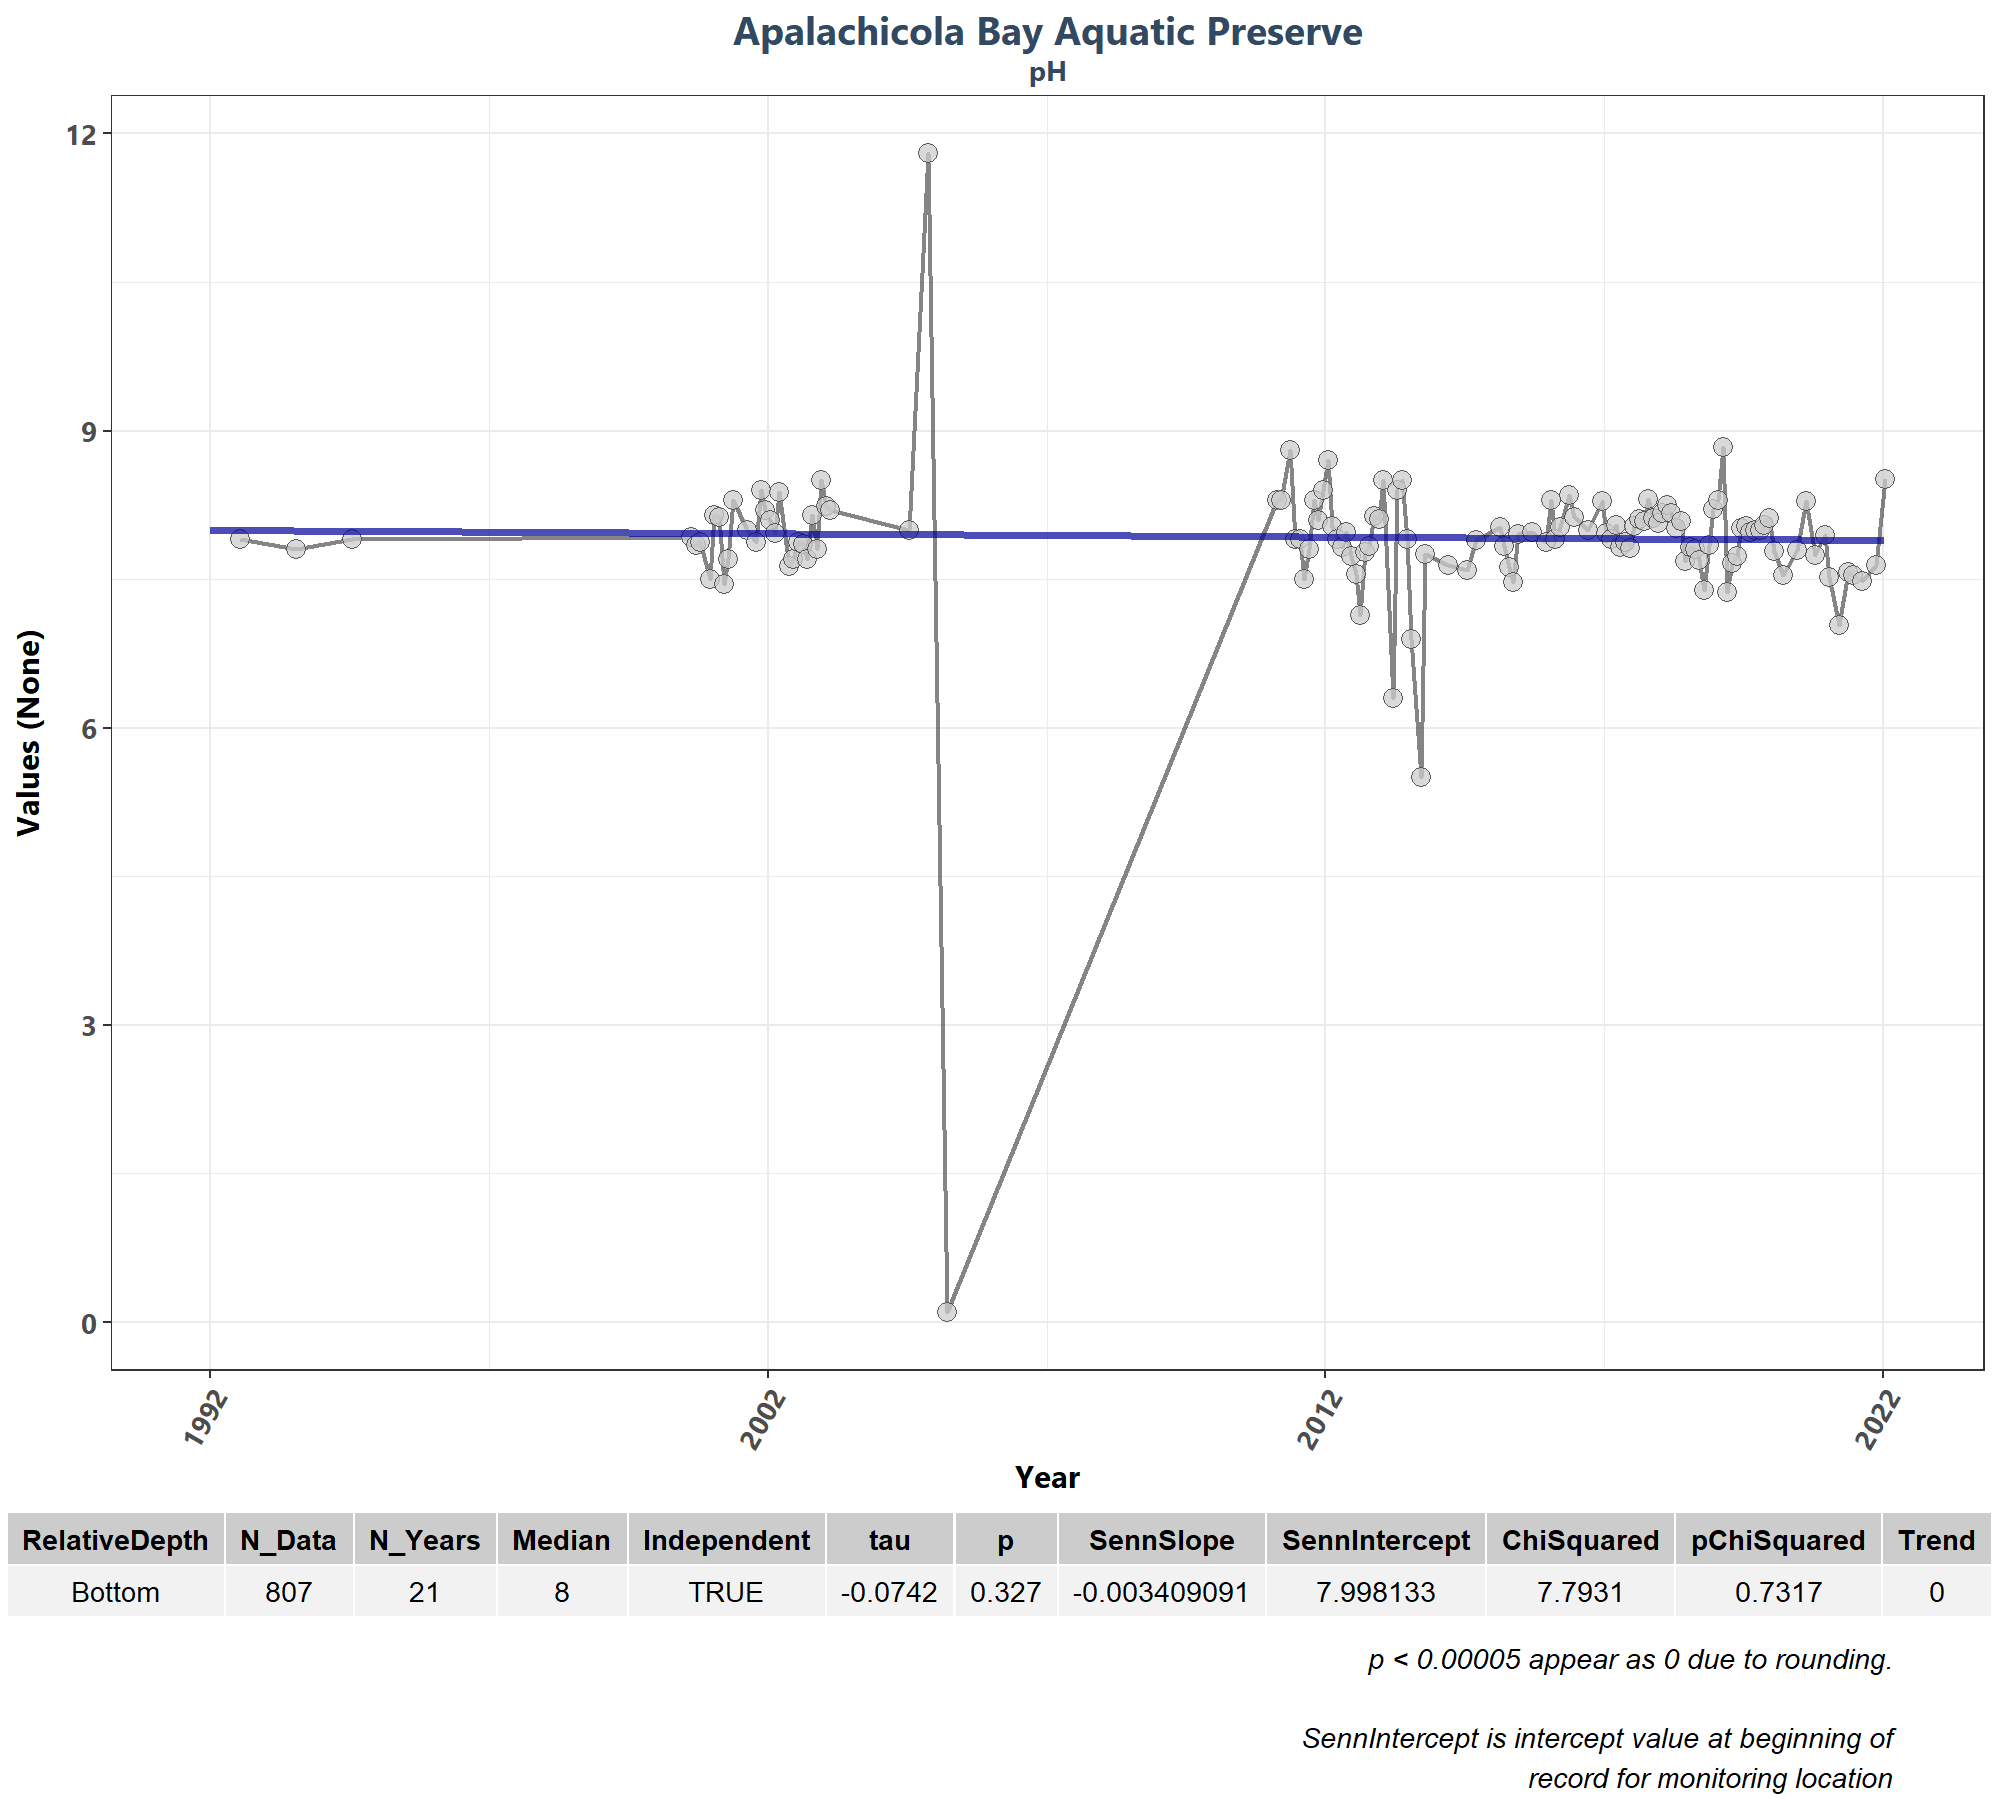 Apalachicola Bay Aquatic Preserve
pH
12
9
6
3
0
Values (None)
1992
2002
2012
2022
Year
RelativeDepth N_Data N_Years Median Independent tau p SennSlope SennIntercept ChiSquared pChiSquared Trend
Bottom 807 21 8 TRUE -0.0742 0.327 -0.003409091 7.998133 7.7931 0.7317 0
p < 0.00005 appear as 0 due to rounding.
SennIntercept is intercept value at beginning of
record for monitoring location